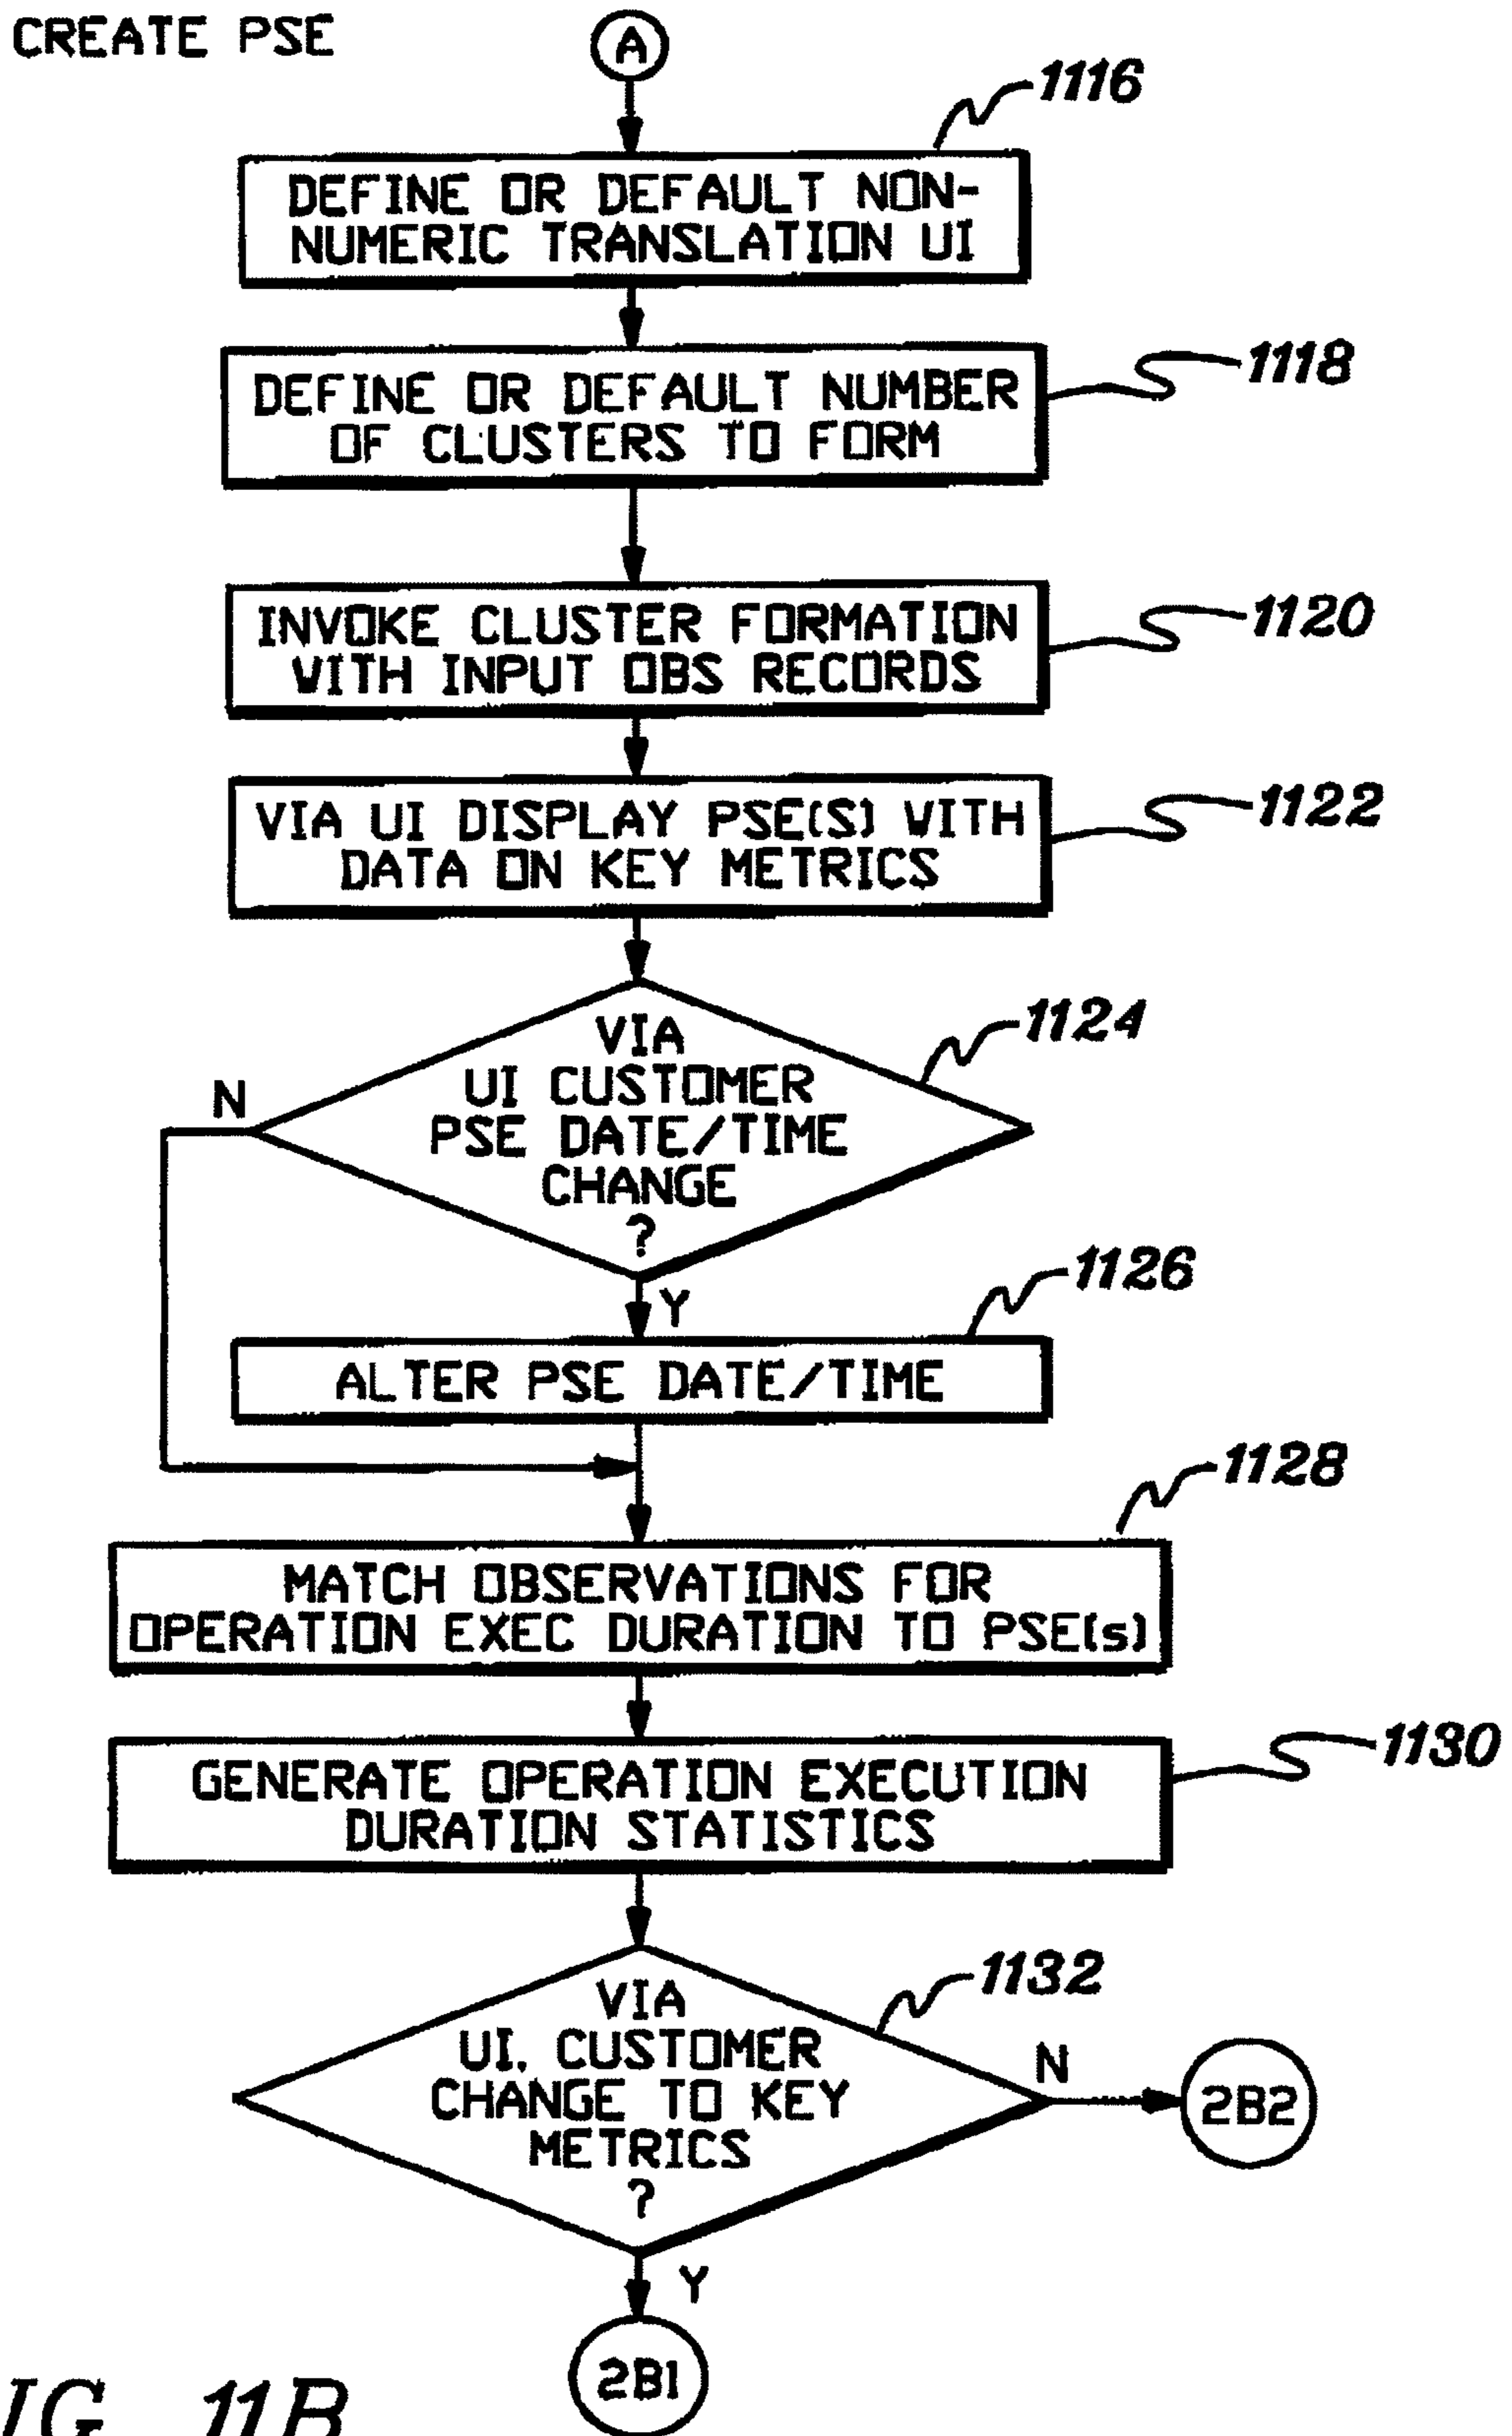 CREATE PSE
A
1116
DEFINE OR DEFAULT NON-
NUMERIC TRANSLATION UI
1118
DEFINE OR DEFAULT NUMBER
OF CLUSTERS TO FORM
1120
INVOKE CLUSTER FORMATION
WITH INPUT OBS RECORDS
1122
VIA UI DISPLAY PSE(S) WITH
DATA ON KEY METRICS
1124
VIA
UI CUSTOMER
PSE DATE/TIME
CHANGE
?
N
Y
1126
ALTER PSE DATE/TIME
1128
MATCH OBSERVATIONS FOR
OPERATION EXEC DURATION TO PSE(s)
1130
GENERATE OPERATION EXECUTION
DURATION STATISTICS
1132
VIA
UI. CUSTOMER
CHANGE TO KEY
METRICS
?
N
2B2
Y
2B1
IG. 11B